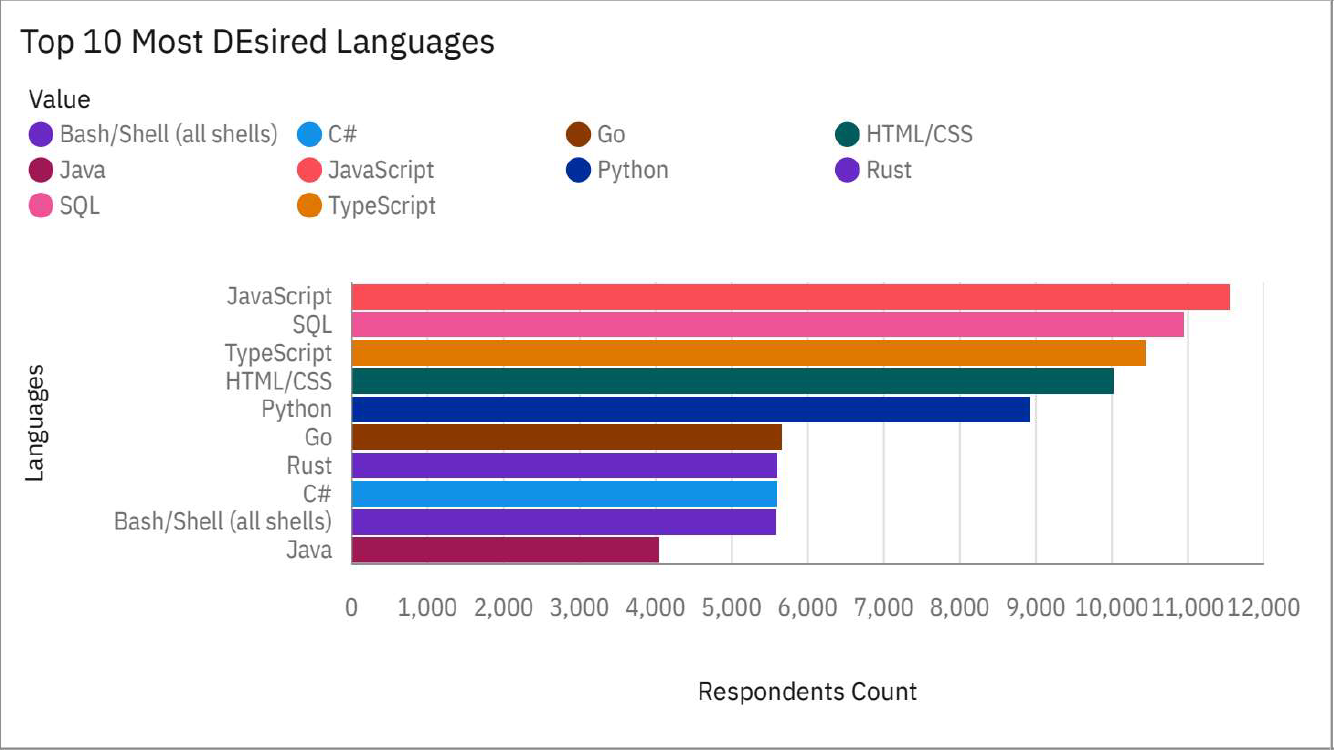 Top 10 Most DEsired Languages
Value
Bash/Shell (all shells) C# Go HTML/CSS
Java JavaScript Python Rust
SQL TypeScript
Languages
JavaScript
SQL
TypeScript
HTML/CSS
Python
Go
Rust
C#
Bash/Shell (all shells)
Java
0 1,000 2,000 3,000 4,000 5,000 6,000 7,000 8,000 9,000 10,000 11,000 12,000
Respondents Count